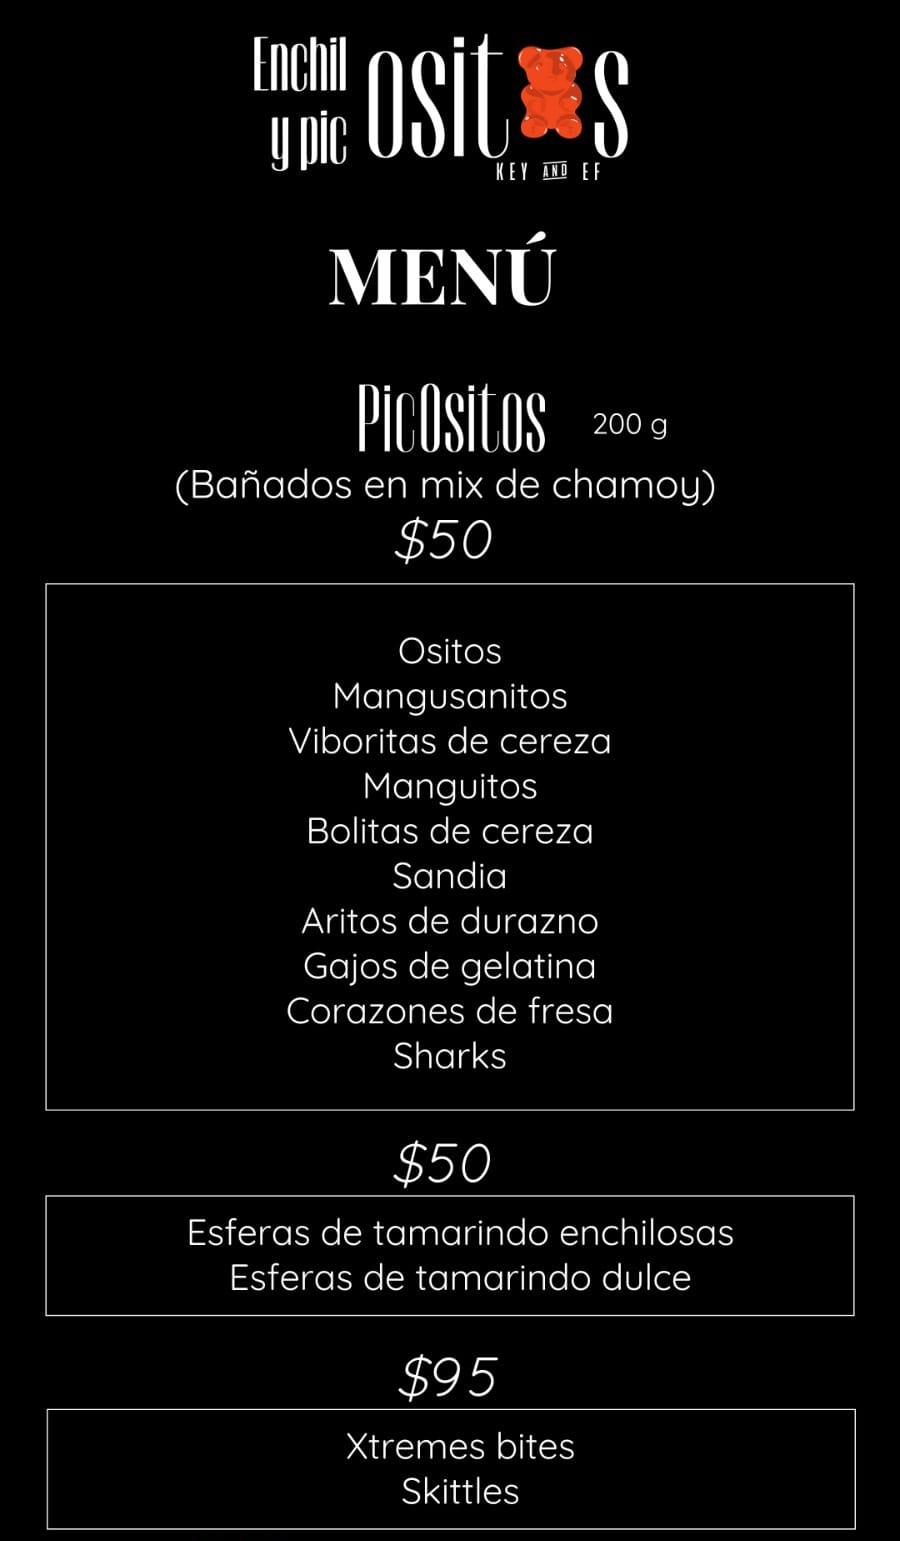 Enchil
y pic ositos
KEY AND EF
MENÚ
PicOsitos 200 g
(Bañados en mix de chamoy)
$50
Ositos
Mangusanitos
Viboritas de cereza
Manguitos
Bolitas de cereza
Sandia
Aritos de durazno
Gajos de gelatina
Corazones de fresa
Sharks
$50
Esferas de tamarindo enchilosas
Esferas de tamarindo dulce
$95
Xtremes bites
Skittles